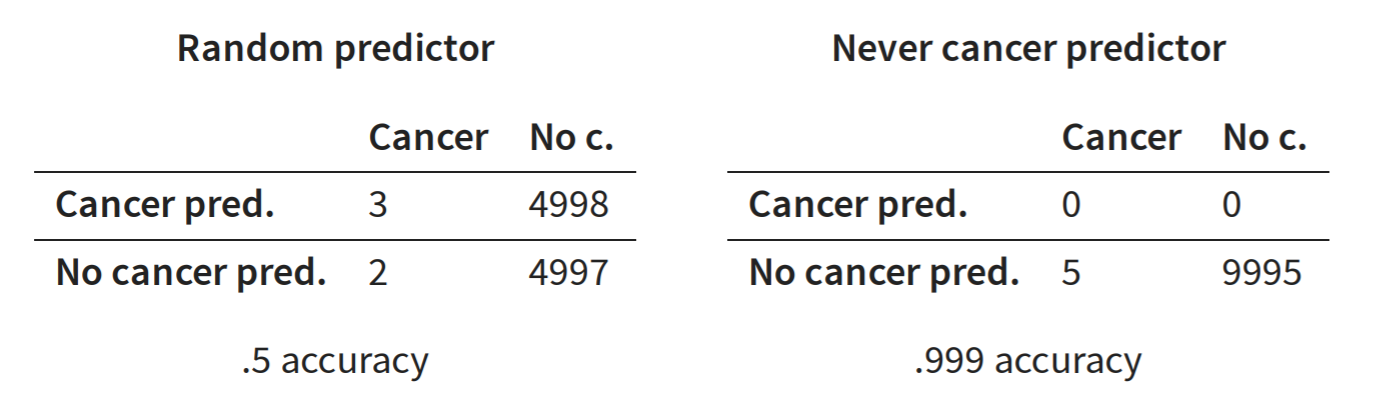 Random predictor
Cancer No c.
Cancer pred. 3 4998
No cancer pred. 2 4997
.5 accuracy
Never cancer predictor
Cancer No c.
Cancer pred. 0 0
No cancer pred. 5 9995
.999 accuracy